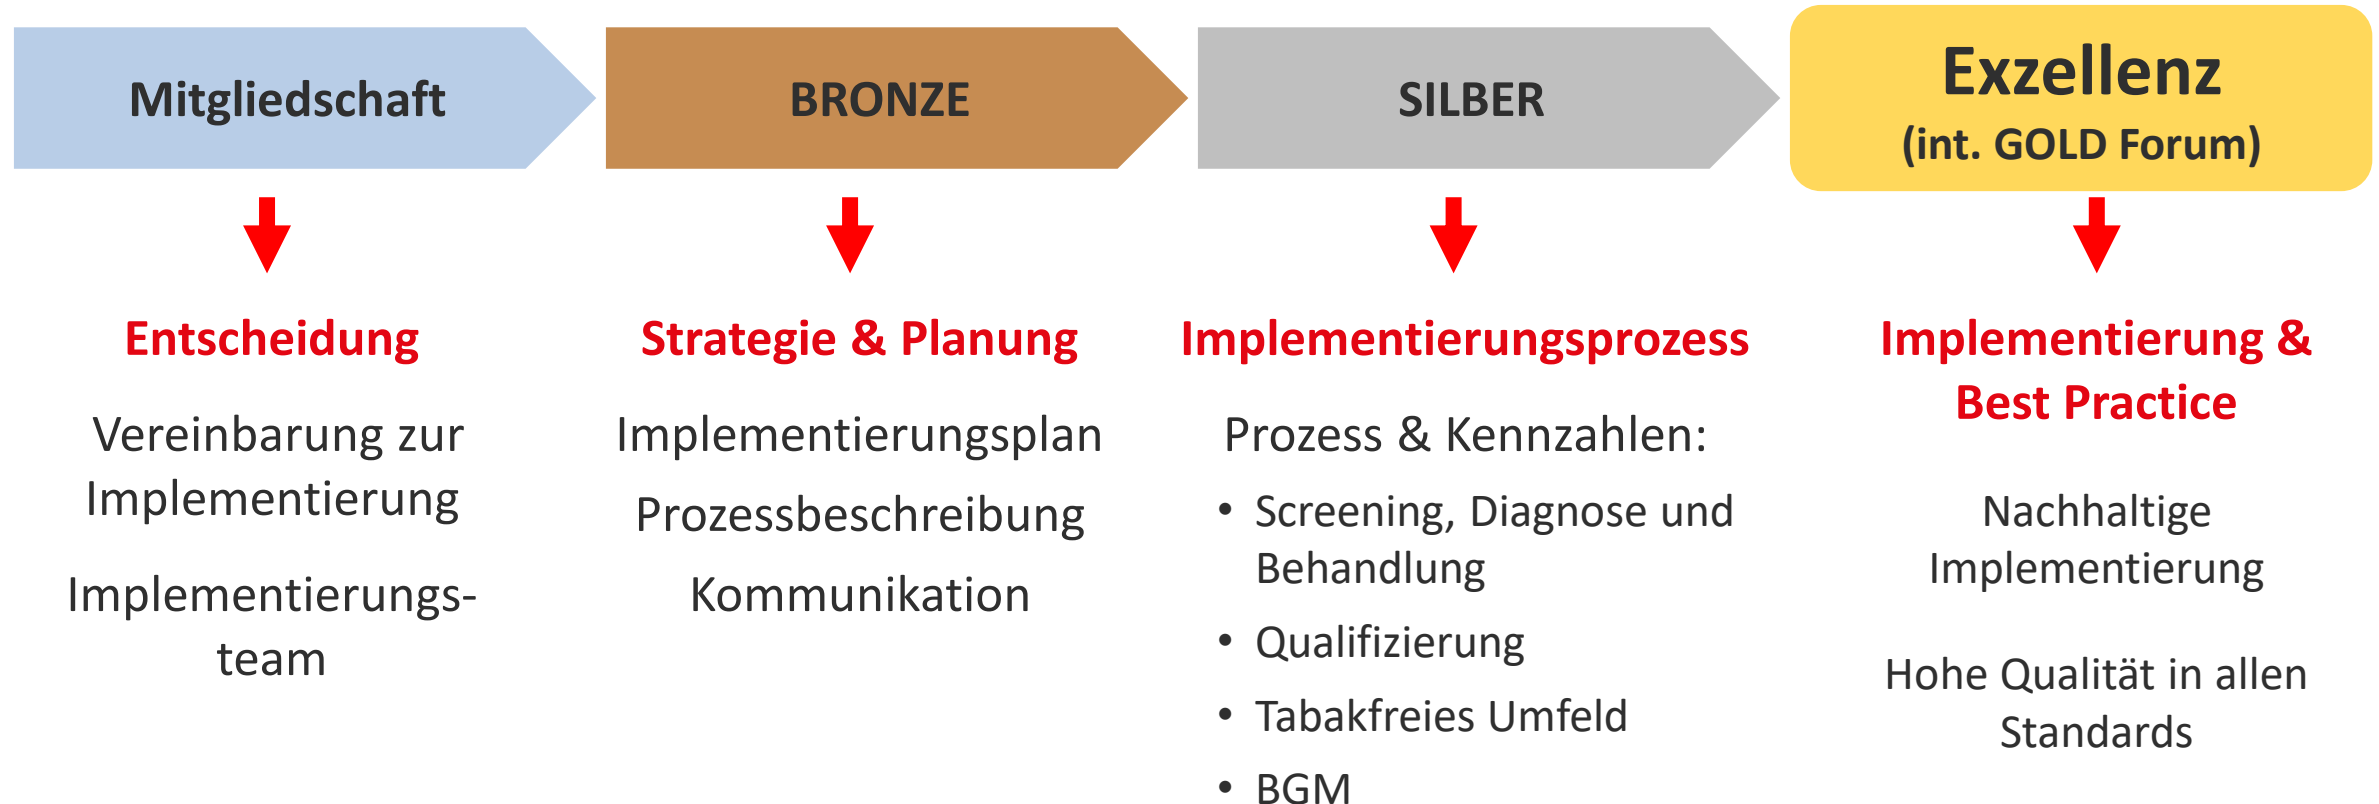 Mitgliedschaft
BRONZE
SILBER
Exzellenz
(int. GOLD Forum)
Entscheidung
Vereinbarung zur
Implementierung
Implementierungs-
team
Strategie & Planung
Implementierungsplan
Prozessbeschreibung
Kommunikation
Implementierungsprozess
Prozess & Kennzahlen:
• Screening, Diagnose und
Behandlung
• Qualifizierung
• Tabakfreies Umfeld
• BGM
Implementierung &
Best Practice
Nachhaltige
Implementierung
Hohe Qualität in allen
Standards